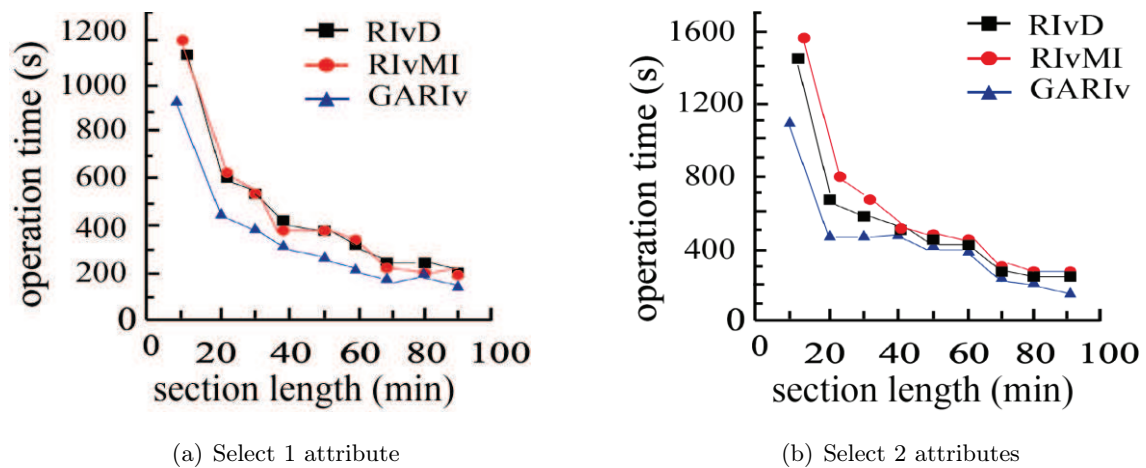 1200
1000
800
600
400
200
0
operation time (s)
RIvD
RIvMI
GARIv
0 20 40 60 80 100
section length (min)
(a) Select 1 attribute
1600
1200
800
400
0
operation time (s)
RIvD
RIvMI
GARIv
0 20 40 60 80 100
section length (min)
(b) Select 2 attributes